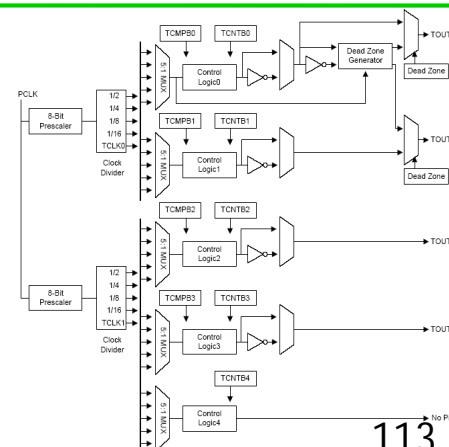 TCMPB0
TCNTB0
TOUT
5:1 MUX
Control
Logic0
Dead Zone
Generator
Dead Zone
PCLK
8-Bit
Prescaler
1/2
1/4
1/8
1/16
TCLK0
Clock
Divider
TCMPB1
TCNTB1
5:1 MUX
Control
Logic1
TOUT
Dead Zone
TCMPB2
TCNTB2
5:1 MUX
Control
Logic2
TOUT
8-Bit
Prescaler
1/2
1/4
1/8
1/16
TCLK1
Clock
Divider
TCMPB3
TCNTB3
5:1 MUX
Control
Logic3
TOUT
TCNTB4
5:1 MUX
Control
Logic4
No Pi
113